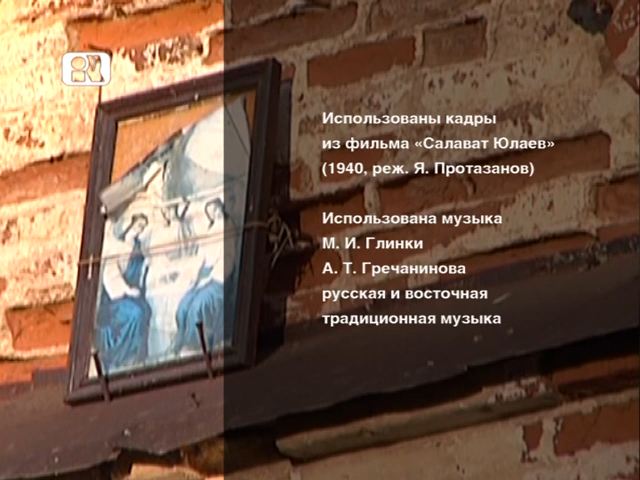 Использованы кадры
из фильма «Салават Юлаев»
(1940, реж. Я. Протазанов)
Использована музыка
М. И. Глинки
А. Т. Гречанинова
русская и восточная
традиционная музыка